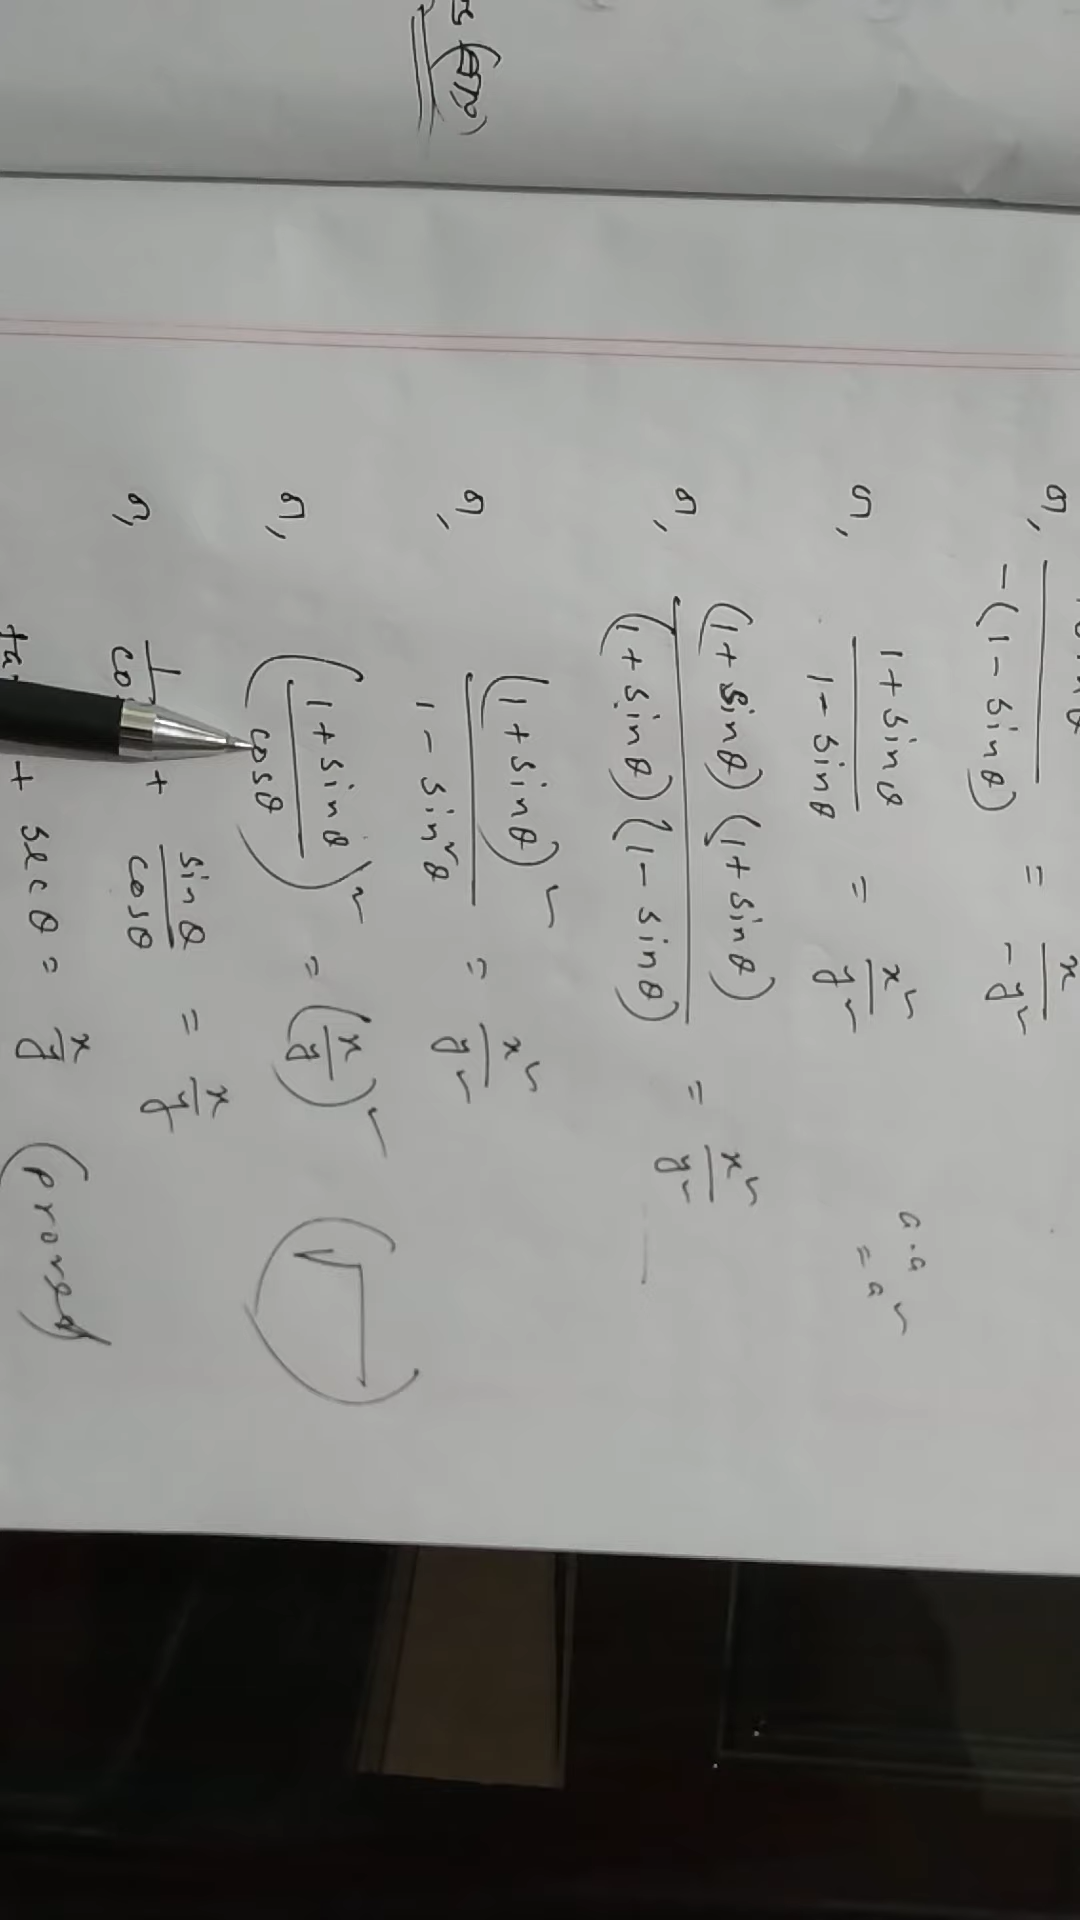 বা, -(1 - sinθ) = x / -y²
বা, 1 + sinθ / 1 - sinθ = x² / y²
a.a = a²
বা, (1 + sinθ) (1 + sinθ) / (1 + sinθ) (1 - sinθ) = x² / y²
বা, (1 + sinθ)² / 1 - sin²θ = x² / y²
বা, (1 + sinθ / cosθ)² = (x / y)²
বা, 1 / cos + sinθ / cosθ = x / y
+ secθ = x / y (proved)